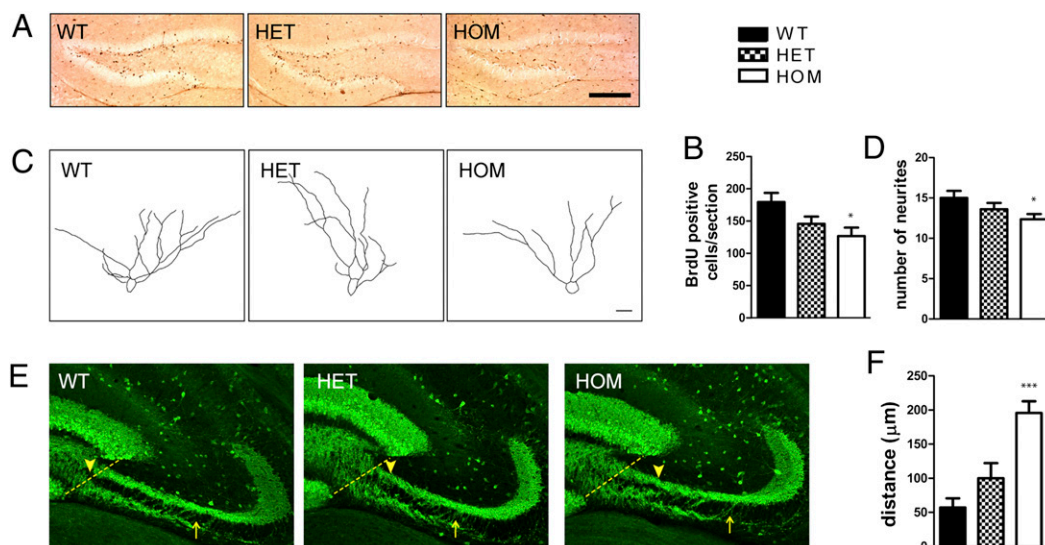 A
WT
HET
HOM
WT
HET
HOM
C
WT
HET
HOM
B
BrdU positive
cells/section
250
200
150
100
50
0
*
D
number of neurites
20
15
10
5
0
*
E
WT
HET
HOM
F
distance (μm)
250
200
150
100
50
0
***